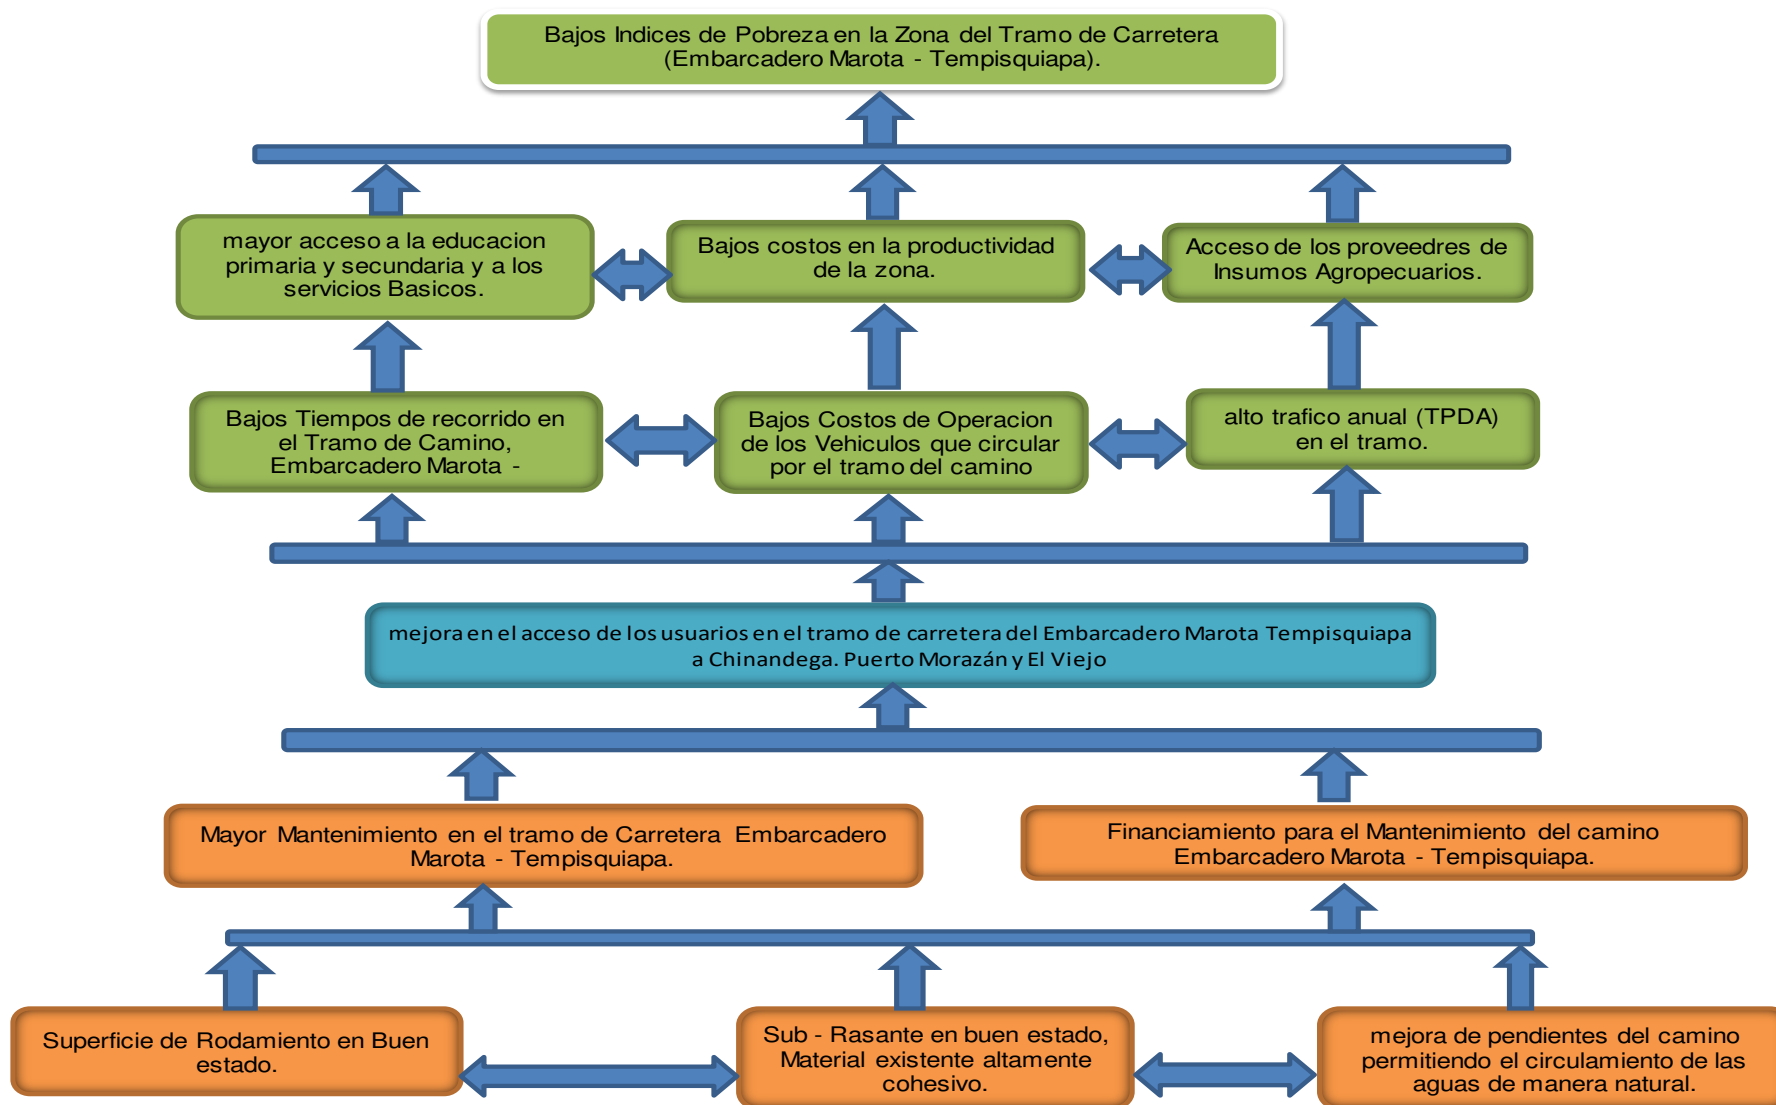 Bajos Indices de Pobreza en la Zona del Tramo de Carretera
(Embarcadero Marota - Tempisquiapa).
mayor acceso a la educacion
primaria y secundaria y a los
servicios Basicos.
Bajos costos en la productividad
de la zona.
Acceso de los proveedres de
Insumos Agropecuarios.
Bajos Tiempos de recorrido en
el Tramo de Camino,
Embarcadero Marota -
Bajos Costos de Operacion
de los Vehiculos que circular
por el tramo del camino
alto trafico anual (TPDA)
en el tramo.
mejora en el acceso de los usuarios en el tramo de carretera del Embarcadero Marota Tempisquiapa
a Chinandega. Puerto Morazán y El Viejo
Mayor Mantenimiento en el tramo de Carretera Embarcadero
Marota - Tempisquiapa.
Financiamiento para el Mantenimiento del camino
Embarcadero Marota - Tempisquiapa.
Superficie de Rodamiento en Buen
estado.
Sub - Rasante en buen estado,
Material existente altamente
cohesivo.
mejora de pendientes del camino
permitiendo el circulamiento de las
aguas de manera natural.